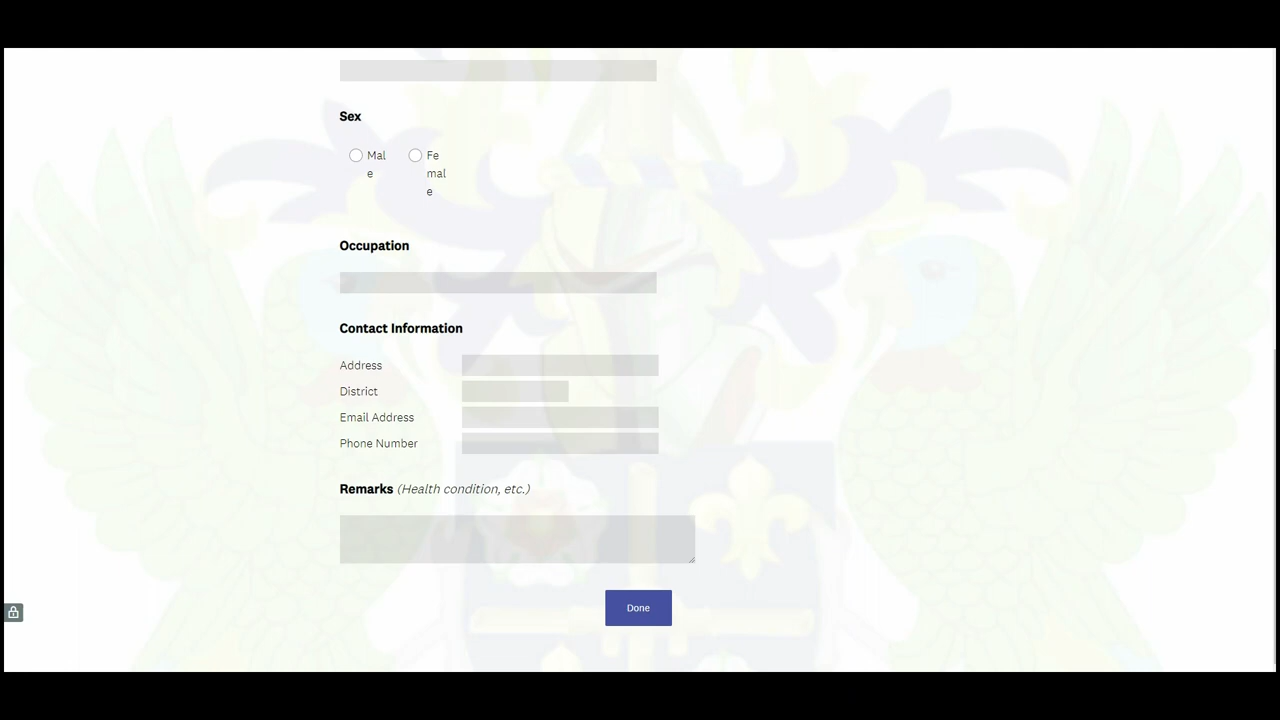 Sex
Mal
e
Fe
mal
e
Occupation
Contact Information
Address
District
Email Address
Phone Number
Remarks (Health condition, etc.)
Done